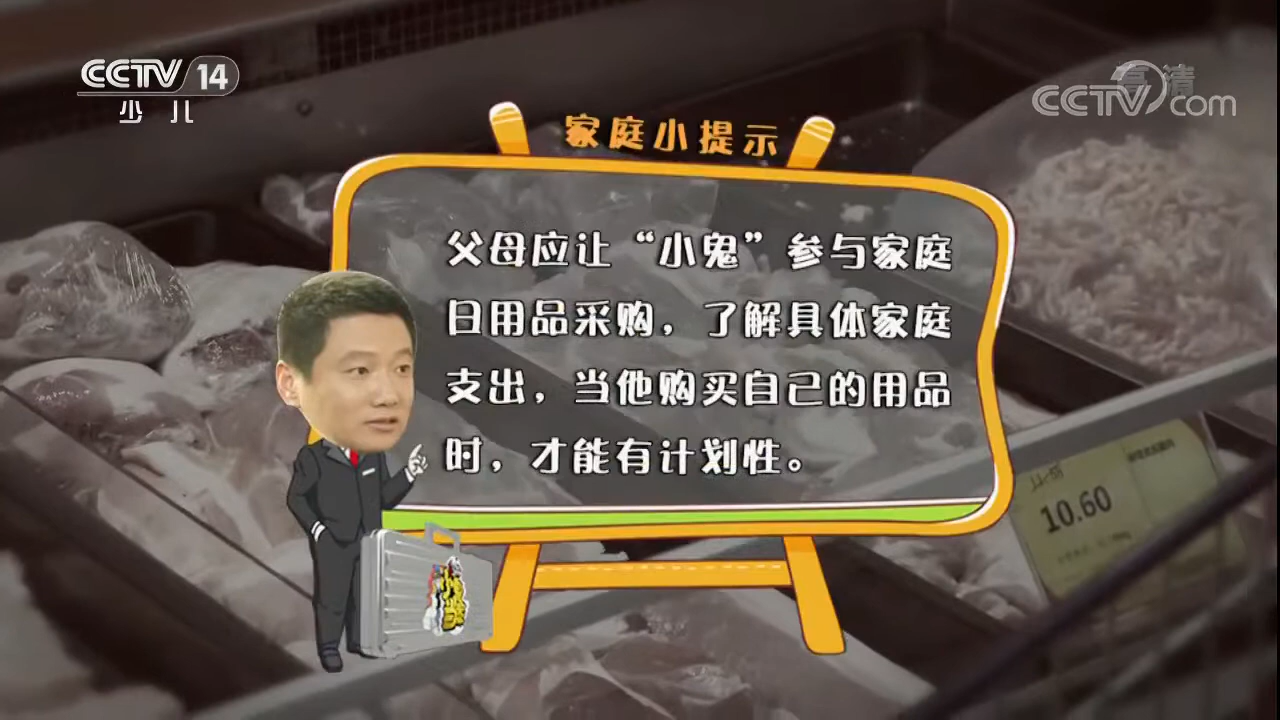 CCTV 14
少儿
高清
CCTV.com
家庭小提示
父母应让“小鬼”参与家庭
日用品采购，了解具体家庭
支出，当他购买自己的用品
时，才能有计划性。
10.60